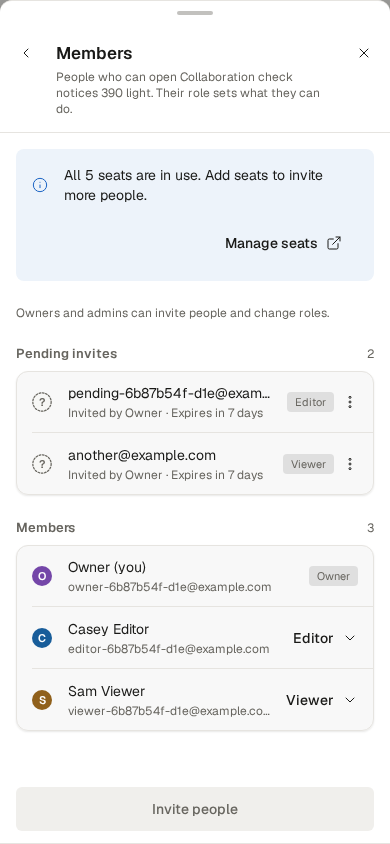 Members
People who can open Collaboration check
notices 390 light. Their role sets what they can
do.
All 5 seats are in use. Add seats to invite
more people.
Manage seats
Owners and admins can invite people and change roles.
Pending invites 2
? pending-6b87b54f-d1e@exam... Editor
Invited by Owner · Expires in 7 days
? another@example.com Viewer
Invited by Owner · Expires in 7 days
Members 3
O Owner (you) Owner
owner-6b87b54f-d1e@example.com
C Casey Editor Editor
editor-6b87b54f-d1e@example.com
S Sam Viewer Viewer
viewer-6b87b54f-d1e@example.co...
Invite people